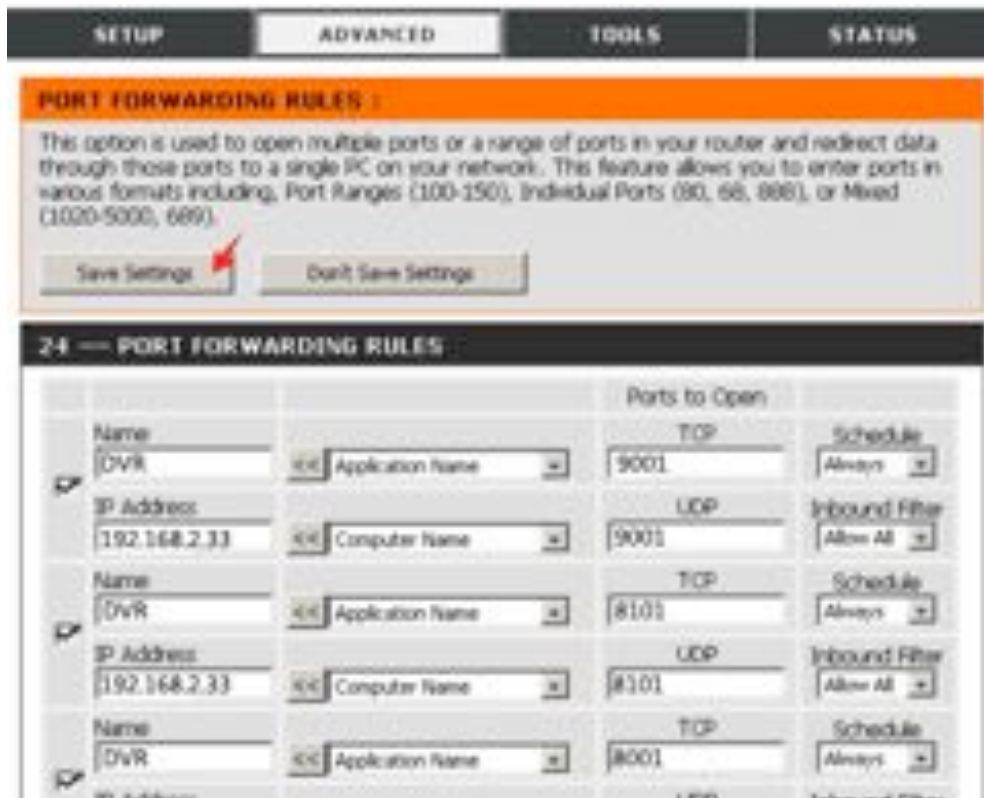 SETUP ADVANCED TOOLS STATUS
PORT FORWARDING RULES :
This option is used to open multiple ports or a range of ports in your router and redirect data
through those ports to a single PC on your network. This feature allows you to enter ports in
various formats including, Port Ranges (100-150), Individual Ports (80, 68, 888), or Mixed
(1020-5000, 689).
Save Settings Don't Save Settings
24 -- PORT FORWARDING RULES
Ports to Open
Name TCP Schedule
DVR << Application Name 9001 Always
IP Address UDP Inbound Filter
192.168.2.33 << Computer Name 9001 Allow All
Name TCP Schedule
DVR << Application Name 8101 Always
IP Address UDP Inbound Filter
192.168.2.33 << Computer Name 8101 Allow All
Name TCP Schedule
DVR << Application Name 8001 Always
IP Address UDP Inbound Filter